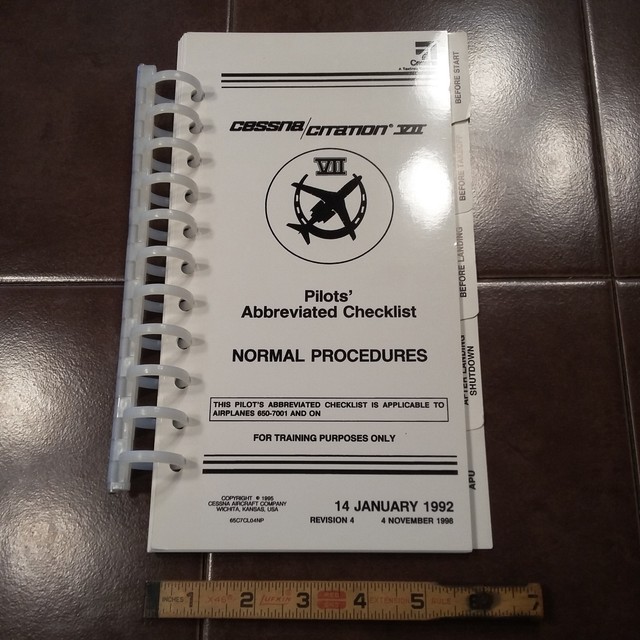 BEFORE START
Cessna/CITATION® VII
VII
BEFORE LANDING
Pilots'
Abbreviated Checklist
NORMAL PROCEDURES
AFTER LANDING
SHUTDOWN
THIS PILOT'S ABBREVIATED CHECKLIST IS APPLICABLE TO
AIRPLANES 650-7001 AND ON
FOR TRAINING PURPOSES ONLY
APU
COPYRIGHT © 1995
CESSNA AIRCRAFT COMPANY
WICHITA, KANSAS, USA
65C7CL04NP
14 JANUARY 1992
REVISION 4 4 NOVEMBER 1998
INCHES 1 2 3 4 5 6 7